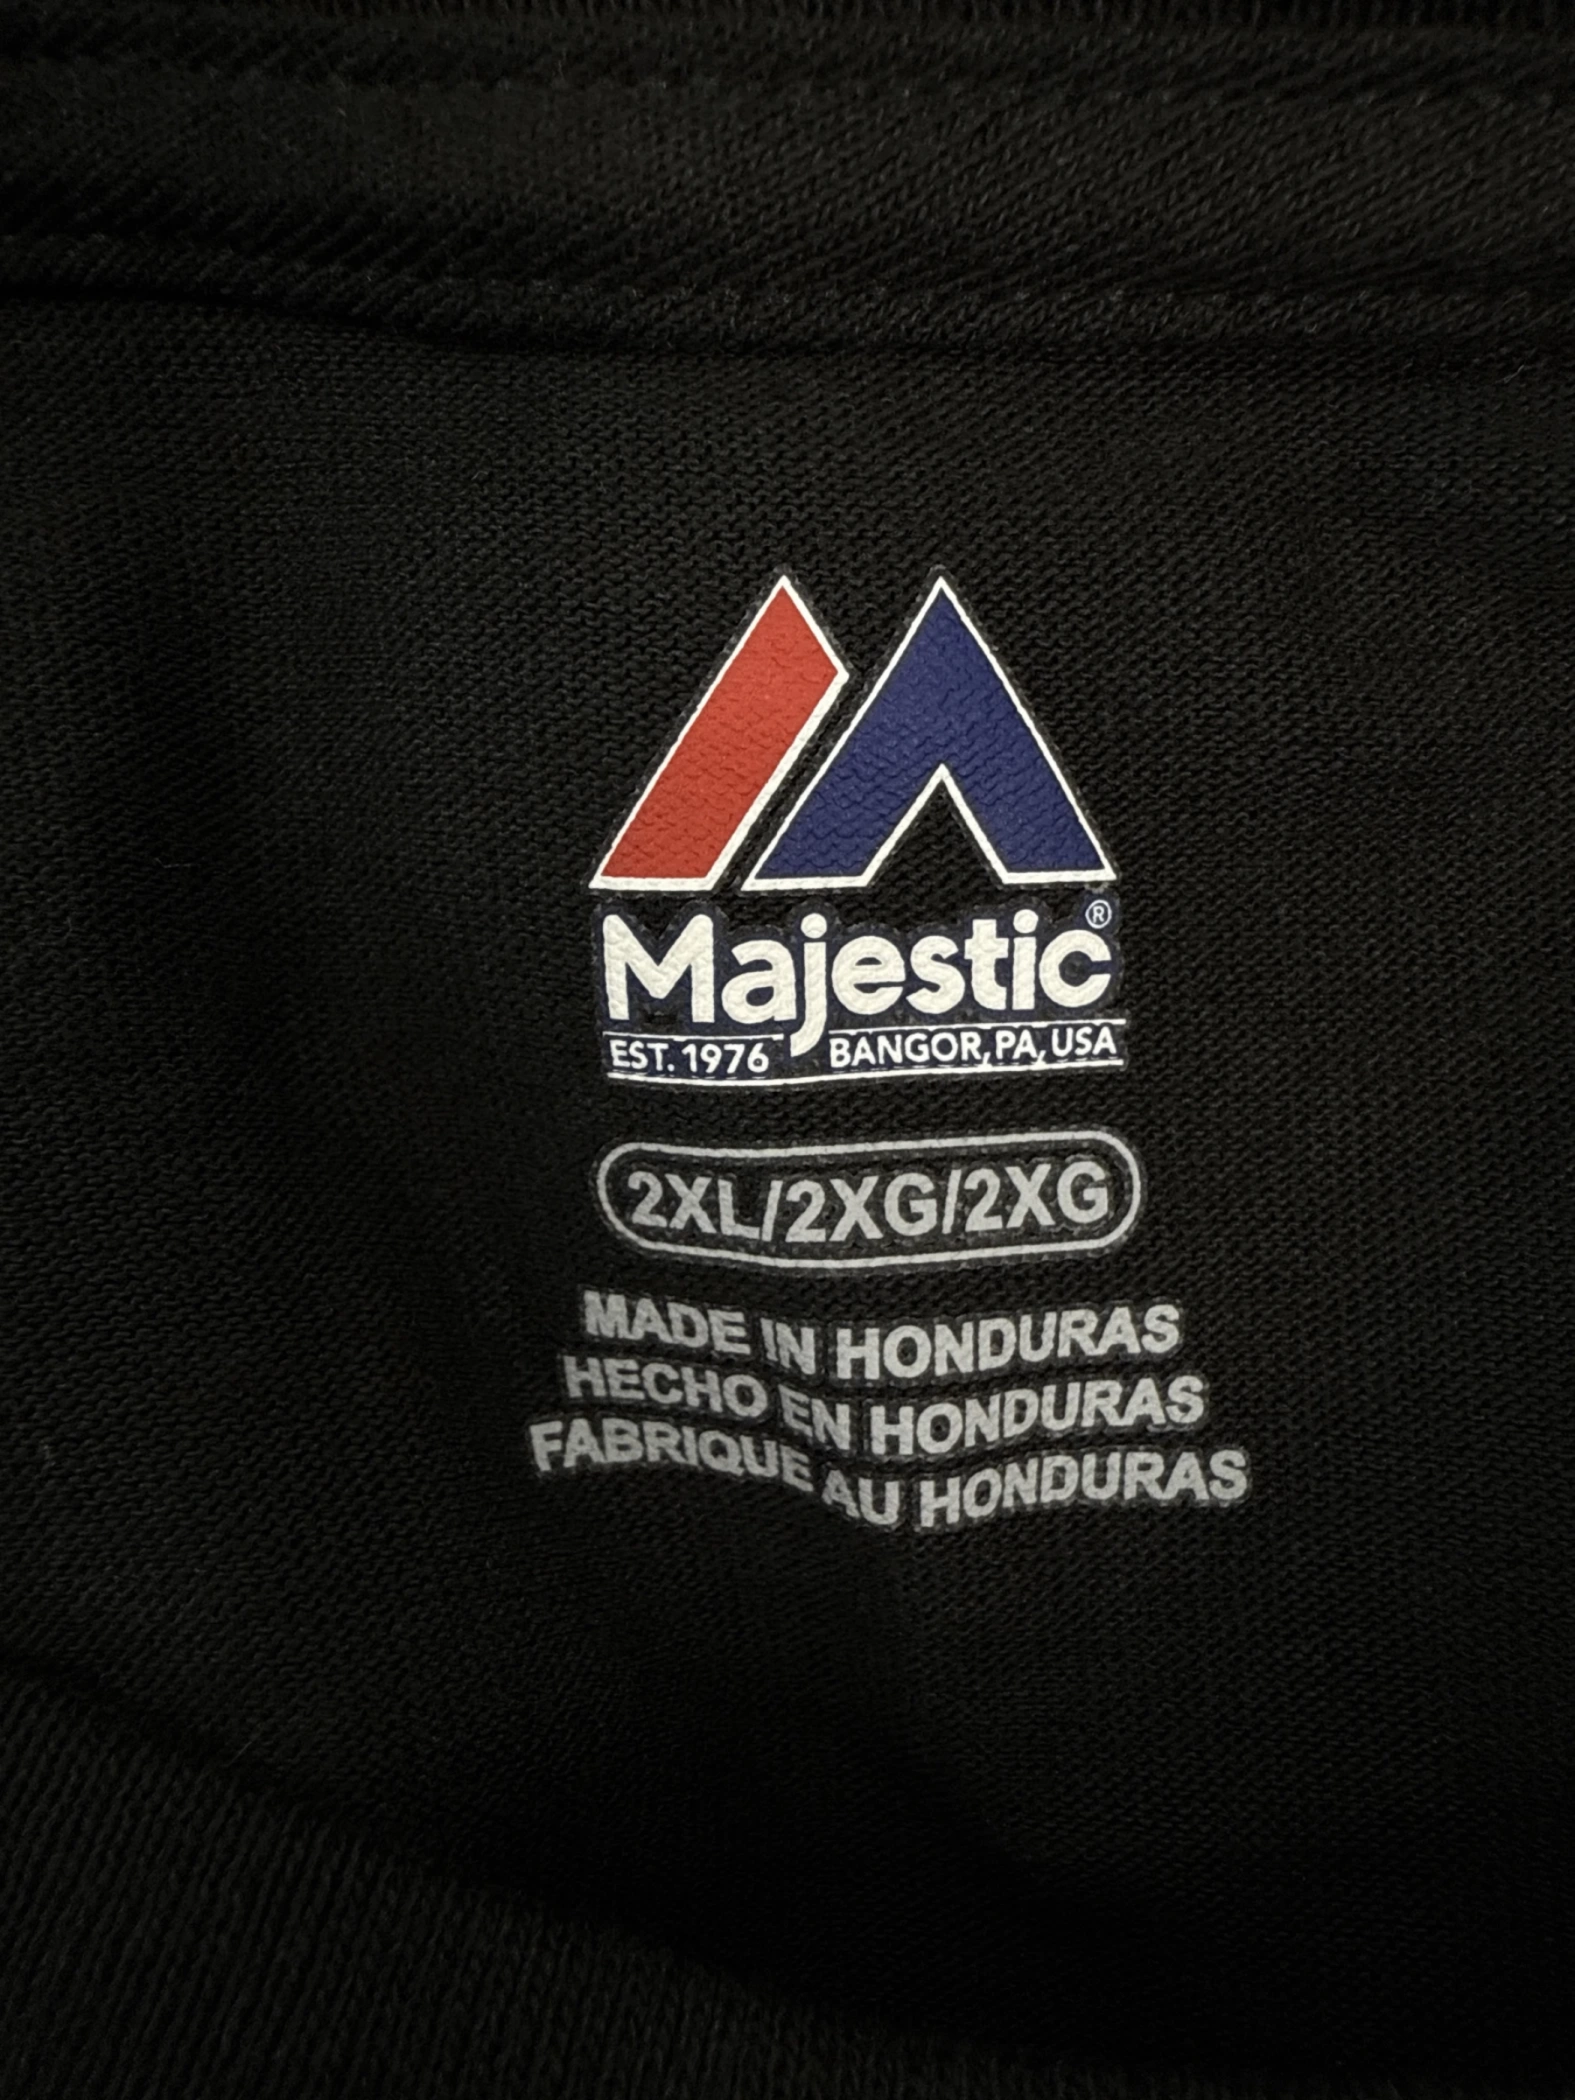 Majestic®
EST. 1976 BANGOR, PA, USA
2XL/2XG/2XG
MADE IN HONDURAS
HECHO EN HONDURAS
FABRIQUE AU HONDURAS